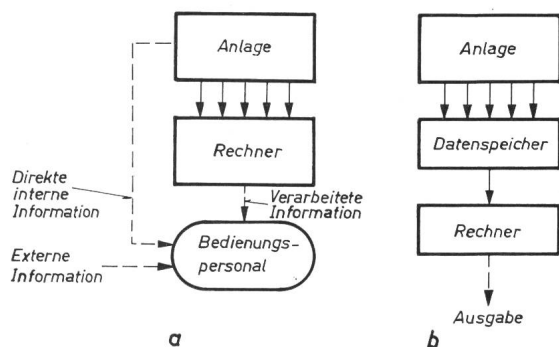 Anlage
Rechner
Direkte
interne
Information
Verarbeitete
Information
Externe
Information
Bedienungs-
personal
a
Anlage
Datenspeicher
Rechner
Ausgabe
b